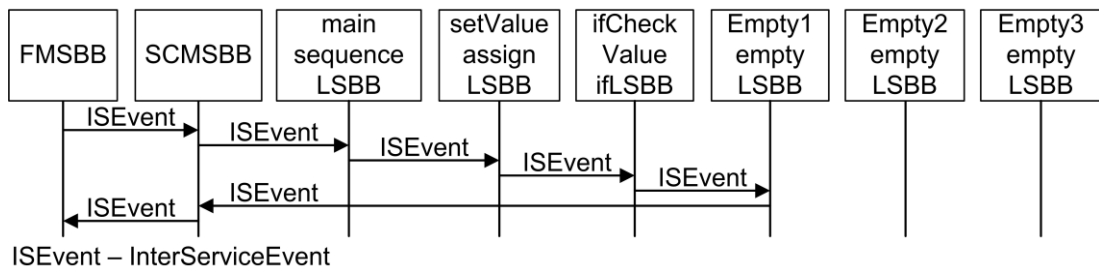 FMSBB
SCMSBB
main
sequence
LSBB
setValue
assign
LSBB
ifCheck
Value
ifLSBB
Empty1
empty
LSBB
Empty2
empty
LSBB
Empty3
empty
LSBB
ISEvent
ISEvent
ISEvent
ISEvent
ISEvent
ISEvent
ISEvent
ISEvent – InterServiceEvent